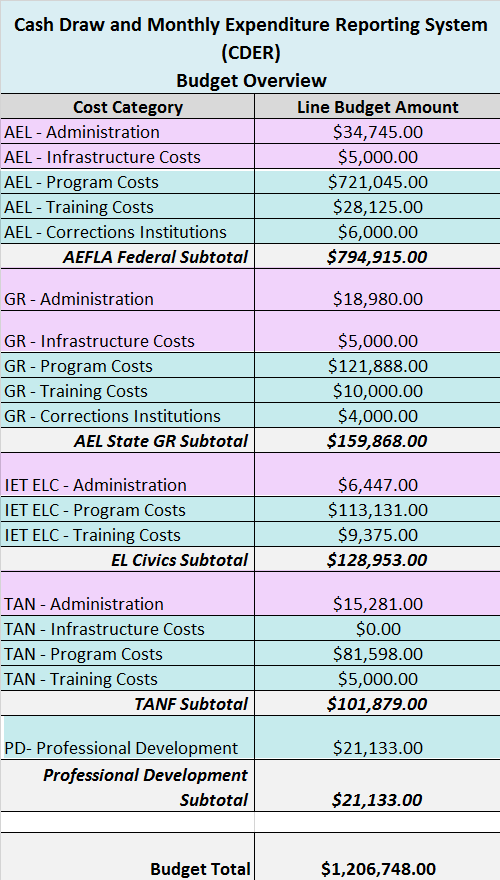 Cash Draw and Monthly Expenditure Reporting System
(CDER)
Budget Overview
Cost Category Line Budget Amount
AEL - Administration $34,745.00
AEL - Infrastructure Costs $5,000.00
AEL - Program Costs $721,045.00
AEL - Training Costs $28,125.00
AEL - Corrections Institutions $6,000.00
AEFLA Federal Subtotal $794,915.00
GR - Administration $18,980.00
GR - Infrastructure Costs $5,000.00
GR - Program Costs $121,888.00
GR - Training Costs $10,000.00
GR - Corrections Institutions $4,000.00
AEL State GR Subtotal $159,868.00
IET ELC - Administration $6,447.00
IET ELC - Program Costs $113,131.00
IET ELC - Training Costs $9,375.00
EL Civics Subtotal $128,953.00
TAN - Administration $15,281.00
TAN - Infrastructure Costs $0.00
TAN - Program Costs $81,598.00
TAN - Training Costs $5,000.00
TANF Subtotal $101,879.00
PD- Professional Development $21,133.00
Professional Development
Subtotal $21,133.00
Budget Total $1,206,748.00